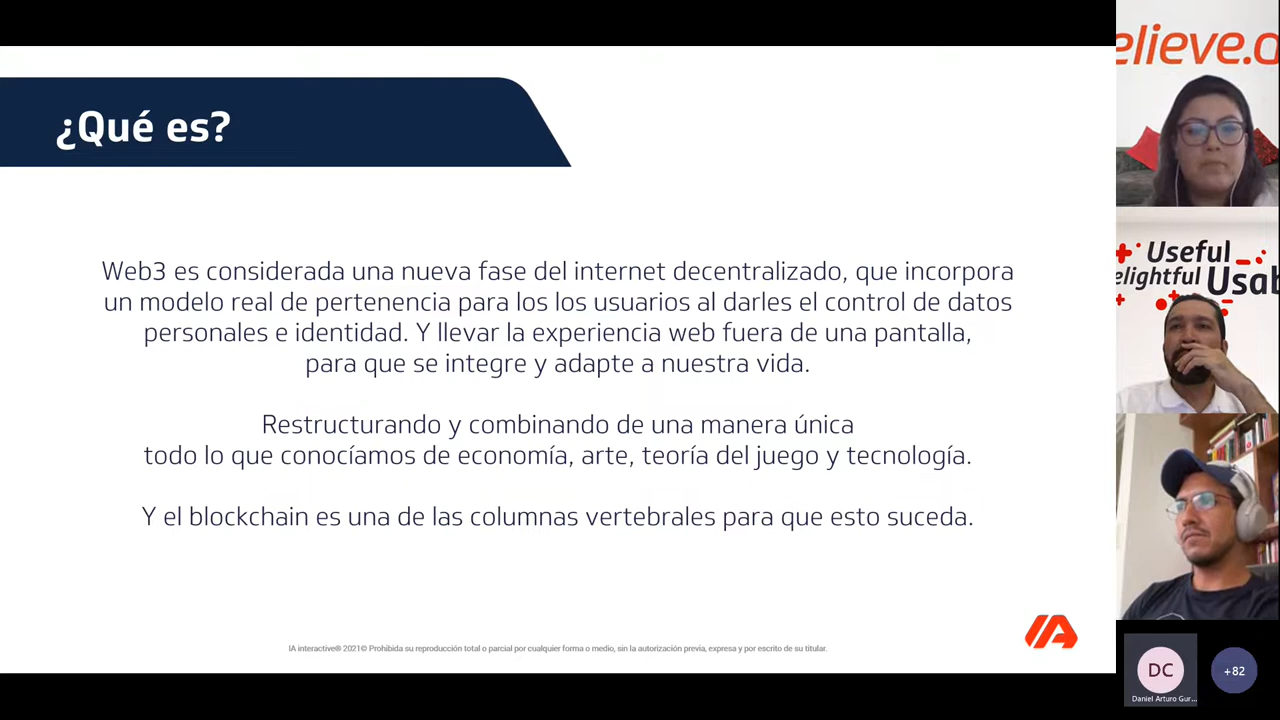 ¿Qué es?
Web3 es considerada una nueva fase del internet decentralizado, que incorpora
un modelo real de pertenencia para los los usuarios al darles el control de datos
personales e identidad. Y llevar la experiencia web fuera de una pantalla,
para que se integre y adapte a nuestra vida.
Restructurando y combinando de una manera única
todo lo que conocíamos de economía, arte, teoría del juego y tecnología.
Y el blockchain es una de las columnas vertebrales para que esto suceda.
IA interactive® 2021© Prohibida su reproducción total o parcial por cualquier forma o medio, sin la autorización previa, expresa y por escrito de su titular.
IA
elieve.
Useful
elightful Usab
DC
Daniel Arturo Gur...
+82